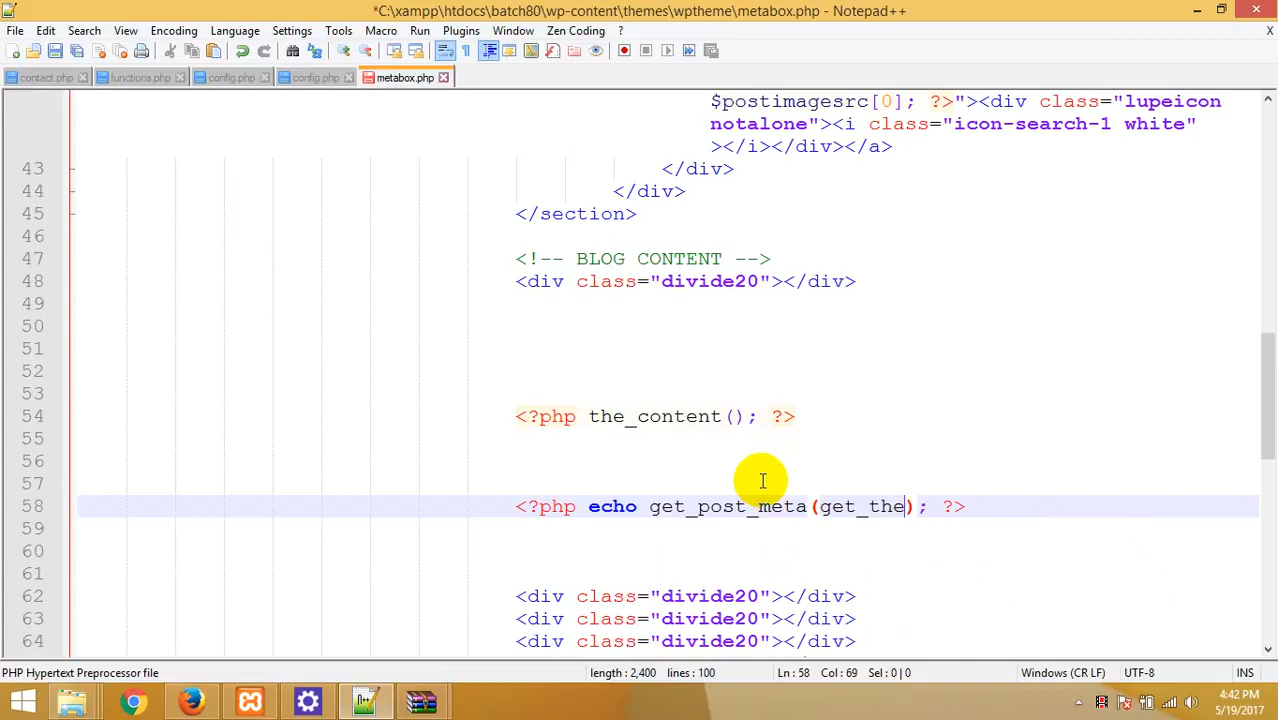 *C:\xampp\htdocs\batch80\wp-content\themes\wptheme\metabox.php - Notepad++
File Edit Search View Encoding Language Settings Tools Macro Run Plugins Window Zen Coding ? X
contact.php functions.php config.php config.php metabox.php
$postimagesrc[0]; ?>"><div class="lupeicon
notalone"><i class="icon-search-1 white"
></i></div></a>
43 </div>
44 </div>
45 </section>
46
47 <!-- BLOG CONTENT -->
48 <div class="divide20"></div>
49
50
51
52
53
54 <?php the_content(); ?>
55
56
57
58 <?php echo get_post_meta(get_the); ?>
59
60
61
62 <div class="divide20"></div>
63 <div class="divide20"></div>
64 <div class="divide20"></div>
PHP Hypertext Preprocessor file length : 2,400 lines : 100 Ln : 58 Col : 69 Sel : 0 | 0 Windows (CR LF) UTF-8 INS
4:42 PM
5/19/2017